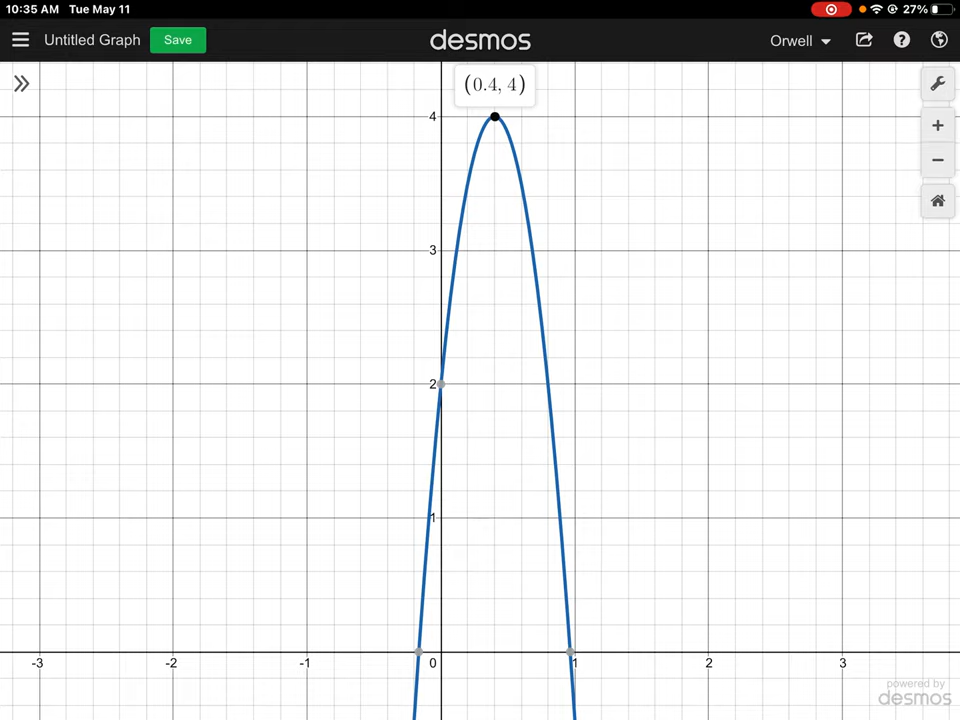 10:35 AM Tue May 11 27%
Untitled Graph Save desmos Orwell
(0.4, 4)
4
3
2
1
-3 -2 -1 0 1 2 3
powered by
desmos